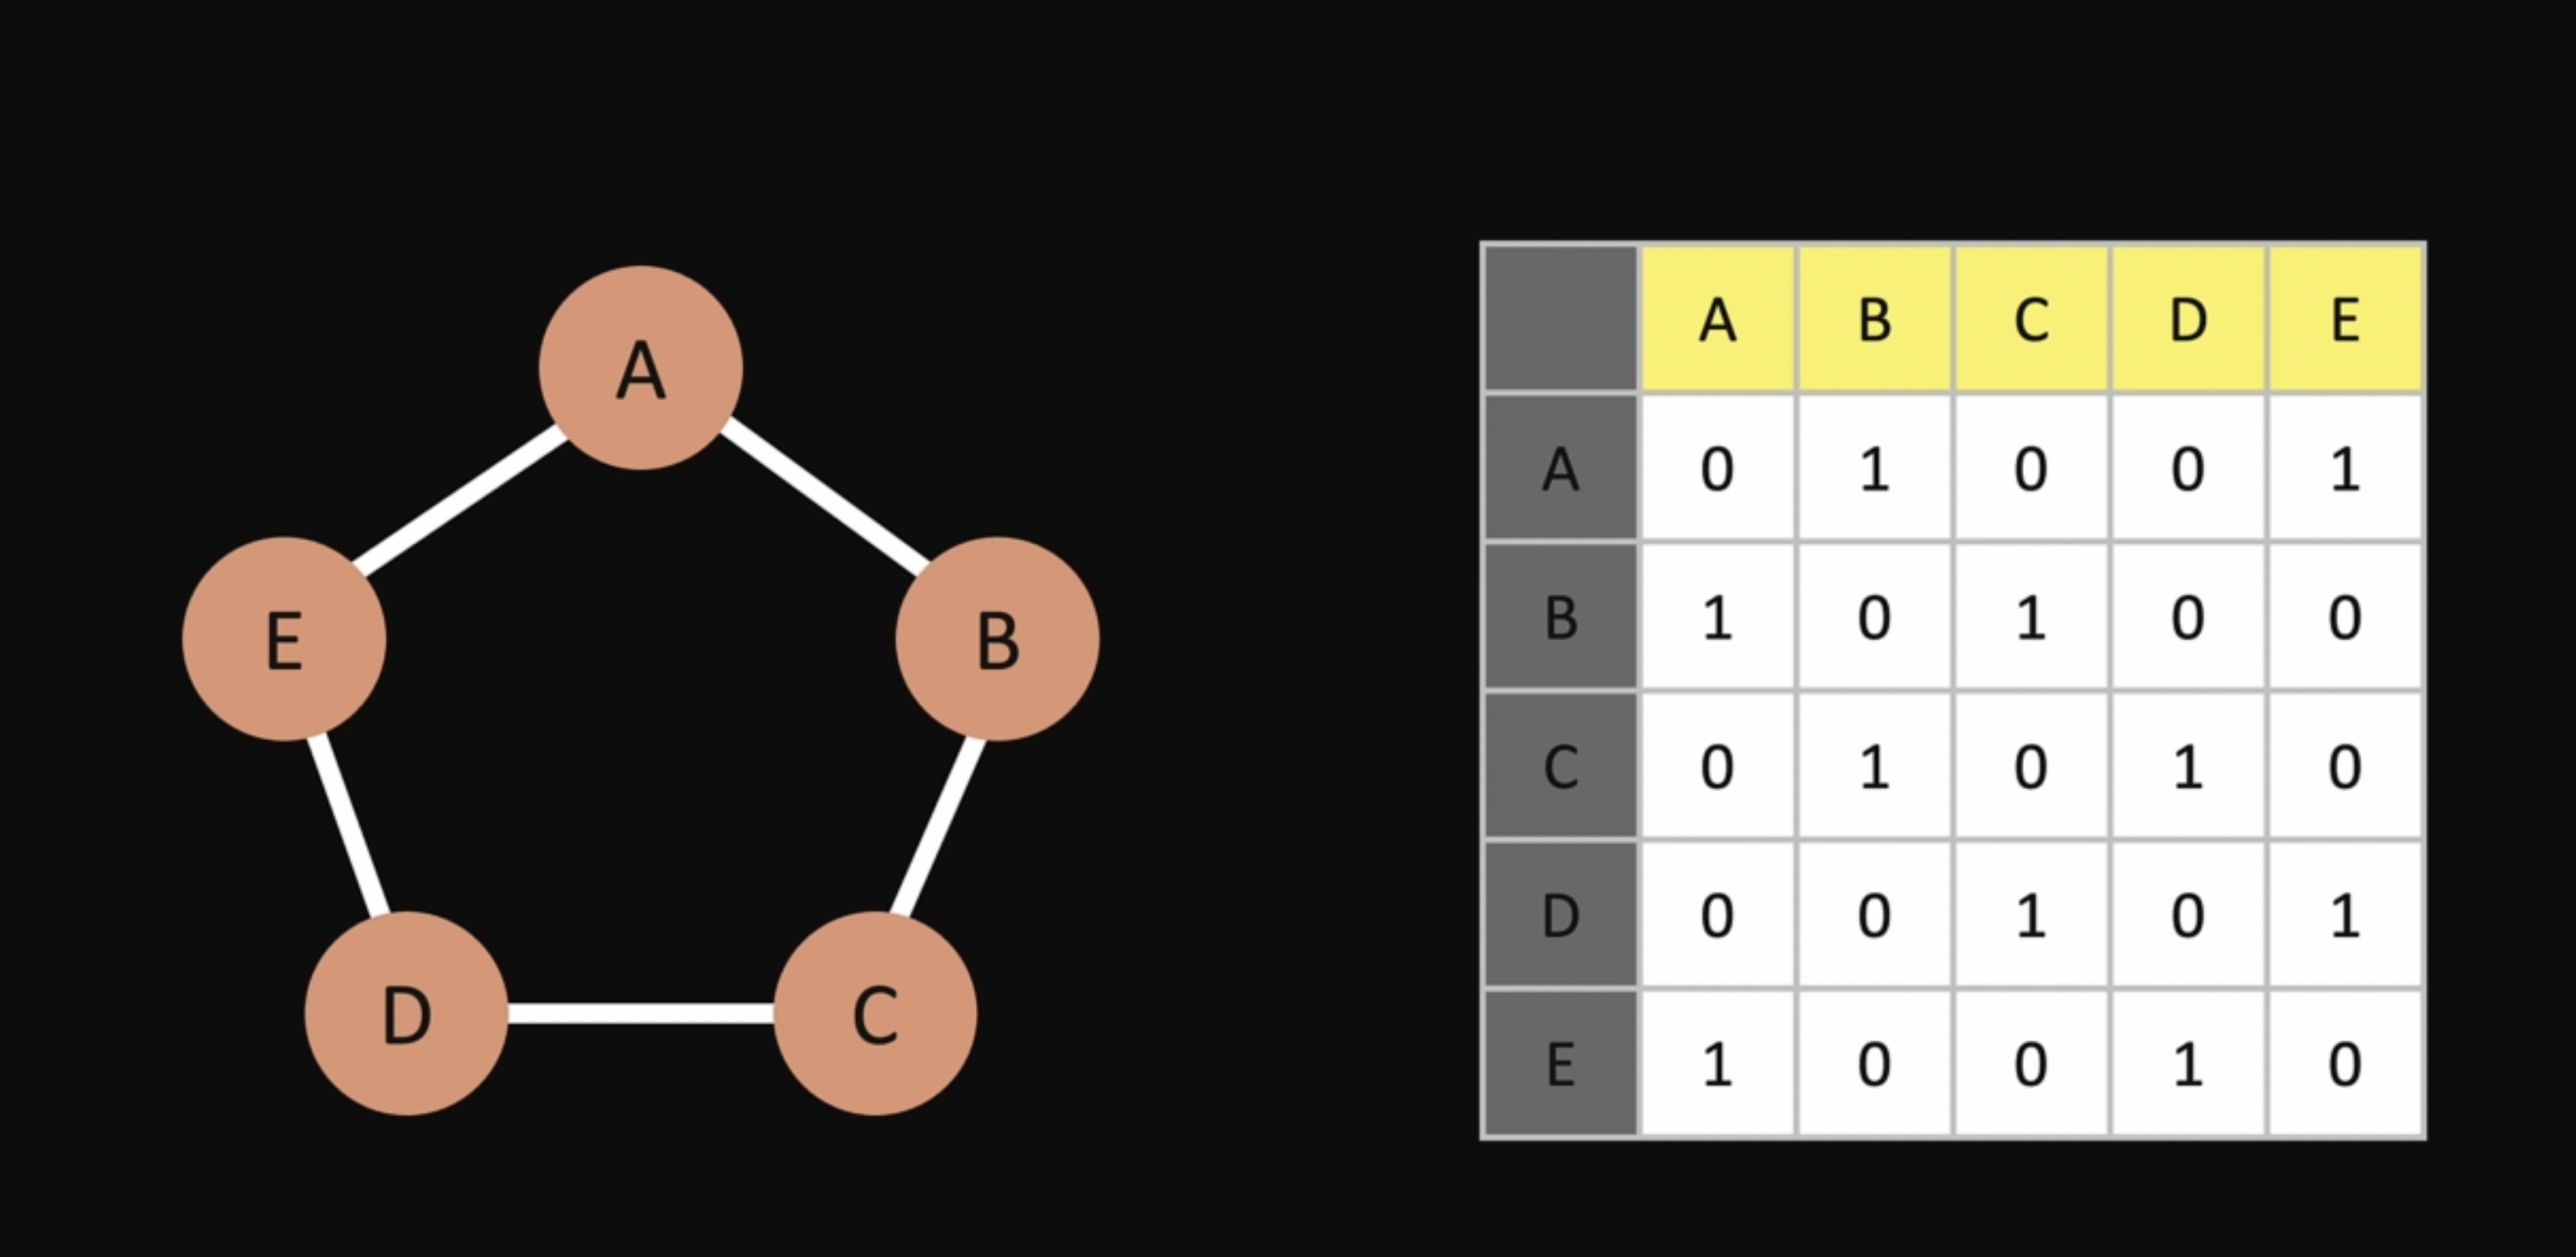 A
E B
D C
A B C D E
A 0 1 0 0 1
B 1 0 1 0 0
C 0 1 0 1 0
D 0 0 1 0 1
E 1 0 0 1 0